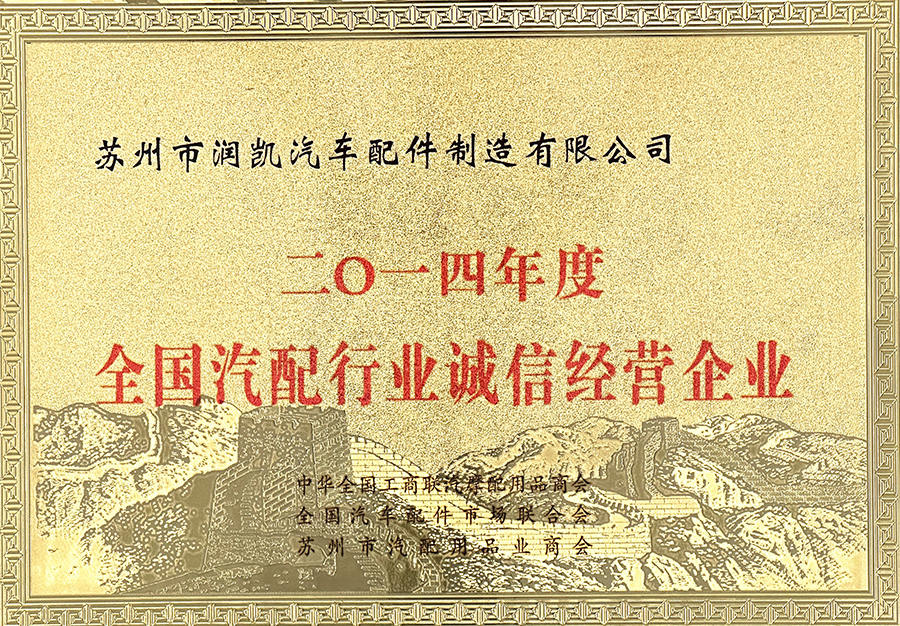 苏州市润凯汽车配件制造有限公司
二〇一四年度
全国汽配行业诚信经营企业
中华全国工商联汽摩配用品商会
全国汽车配件市场联合会
苏州市汽配用品业商会